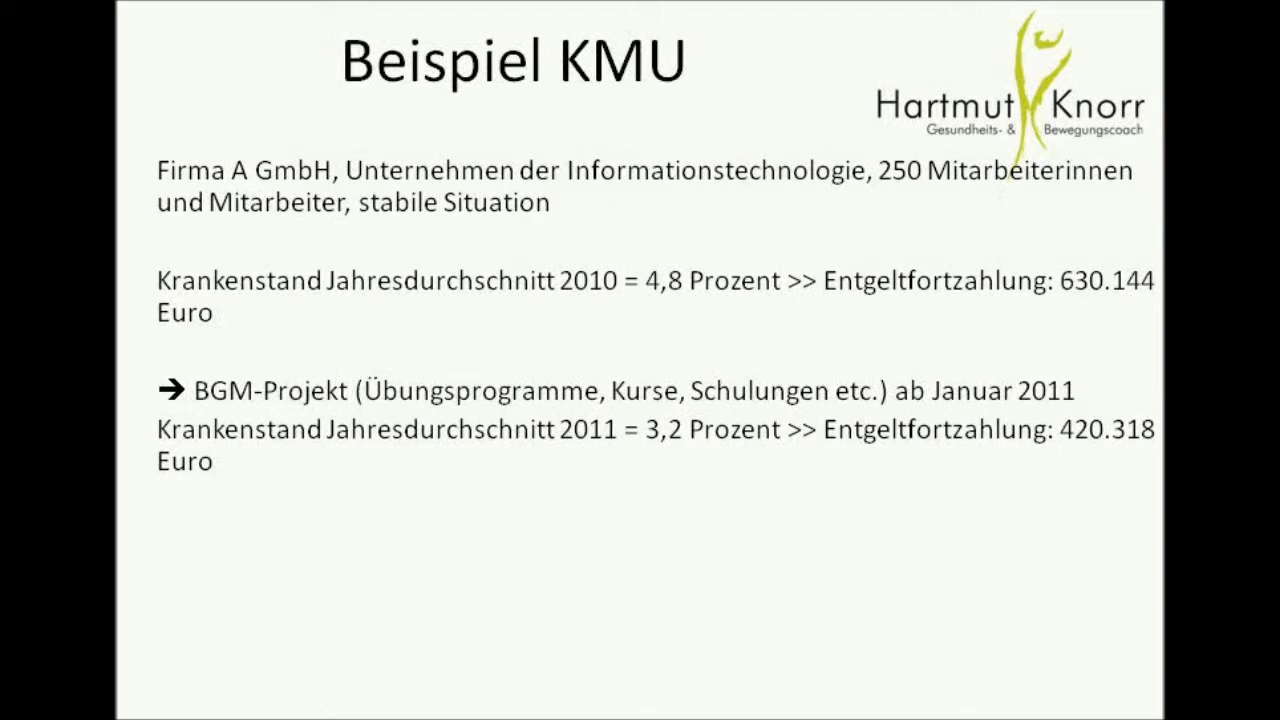 Beispiel KMU
Hartmut Knorr
Gesundheits- & Bewegungscoach
Firma A GmbH, Unternehmen der Informationstechnologie, 250 Mitarbeiterinnen
und Mitarbeiter, stabile Situation
Krankenstand Jahresdurchschnitt 2010 = 4,8 Prozent >> Entgeltfortzahlung: 630.144
Euro
➔ BGM-Projekt (Übungsprogramme, Kurse, Schulungen etc.) ab Januar 2011
Krankenstand Jahresdurchschnitt 2011 = 3,2 Prozent >> Entgeltfortzahlung: 420.318
Euro